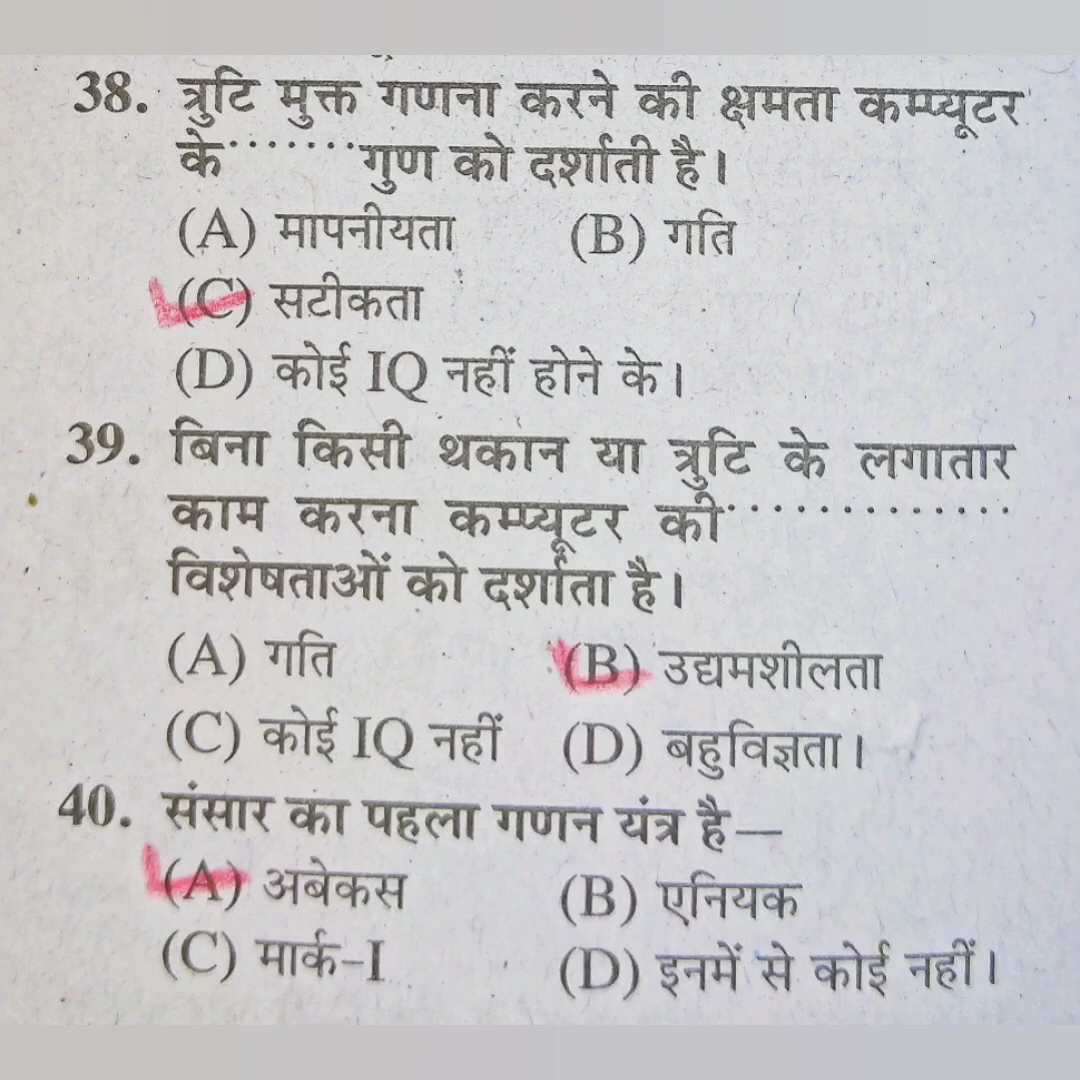 38. त्रुटि मुक्त गणना करने की क्षमता कम्प्यूटर
के.......गुण को दर्शाती है।
(A) मापनीयता (B) गति
(C) सटीकता
(D) कोई IQ नहीं होने के।
39. बिना किसी थकान या त्रुटि के लगातार
काम करना कम्प्यूटर की.............
विशेषताओं को दर्शाता है।
(A) गति (B) उद्यमशीलता
(C) कोई IQ नहीं (D) बहुविज्ञता।
40. संसार का पहला गणन यंत्र है—
(A) अबेकस (B) एनियक
(C) मार्क-I (D) इनमें से कोई नहीं।